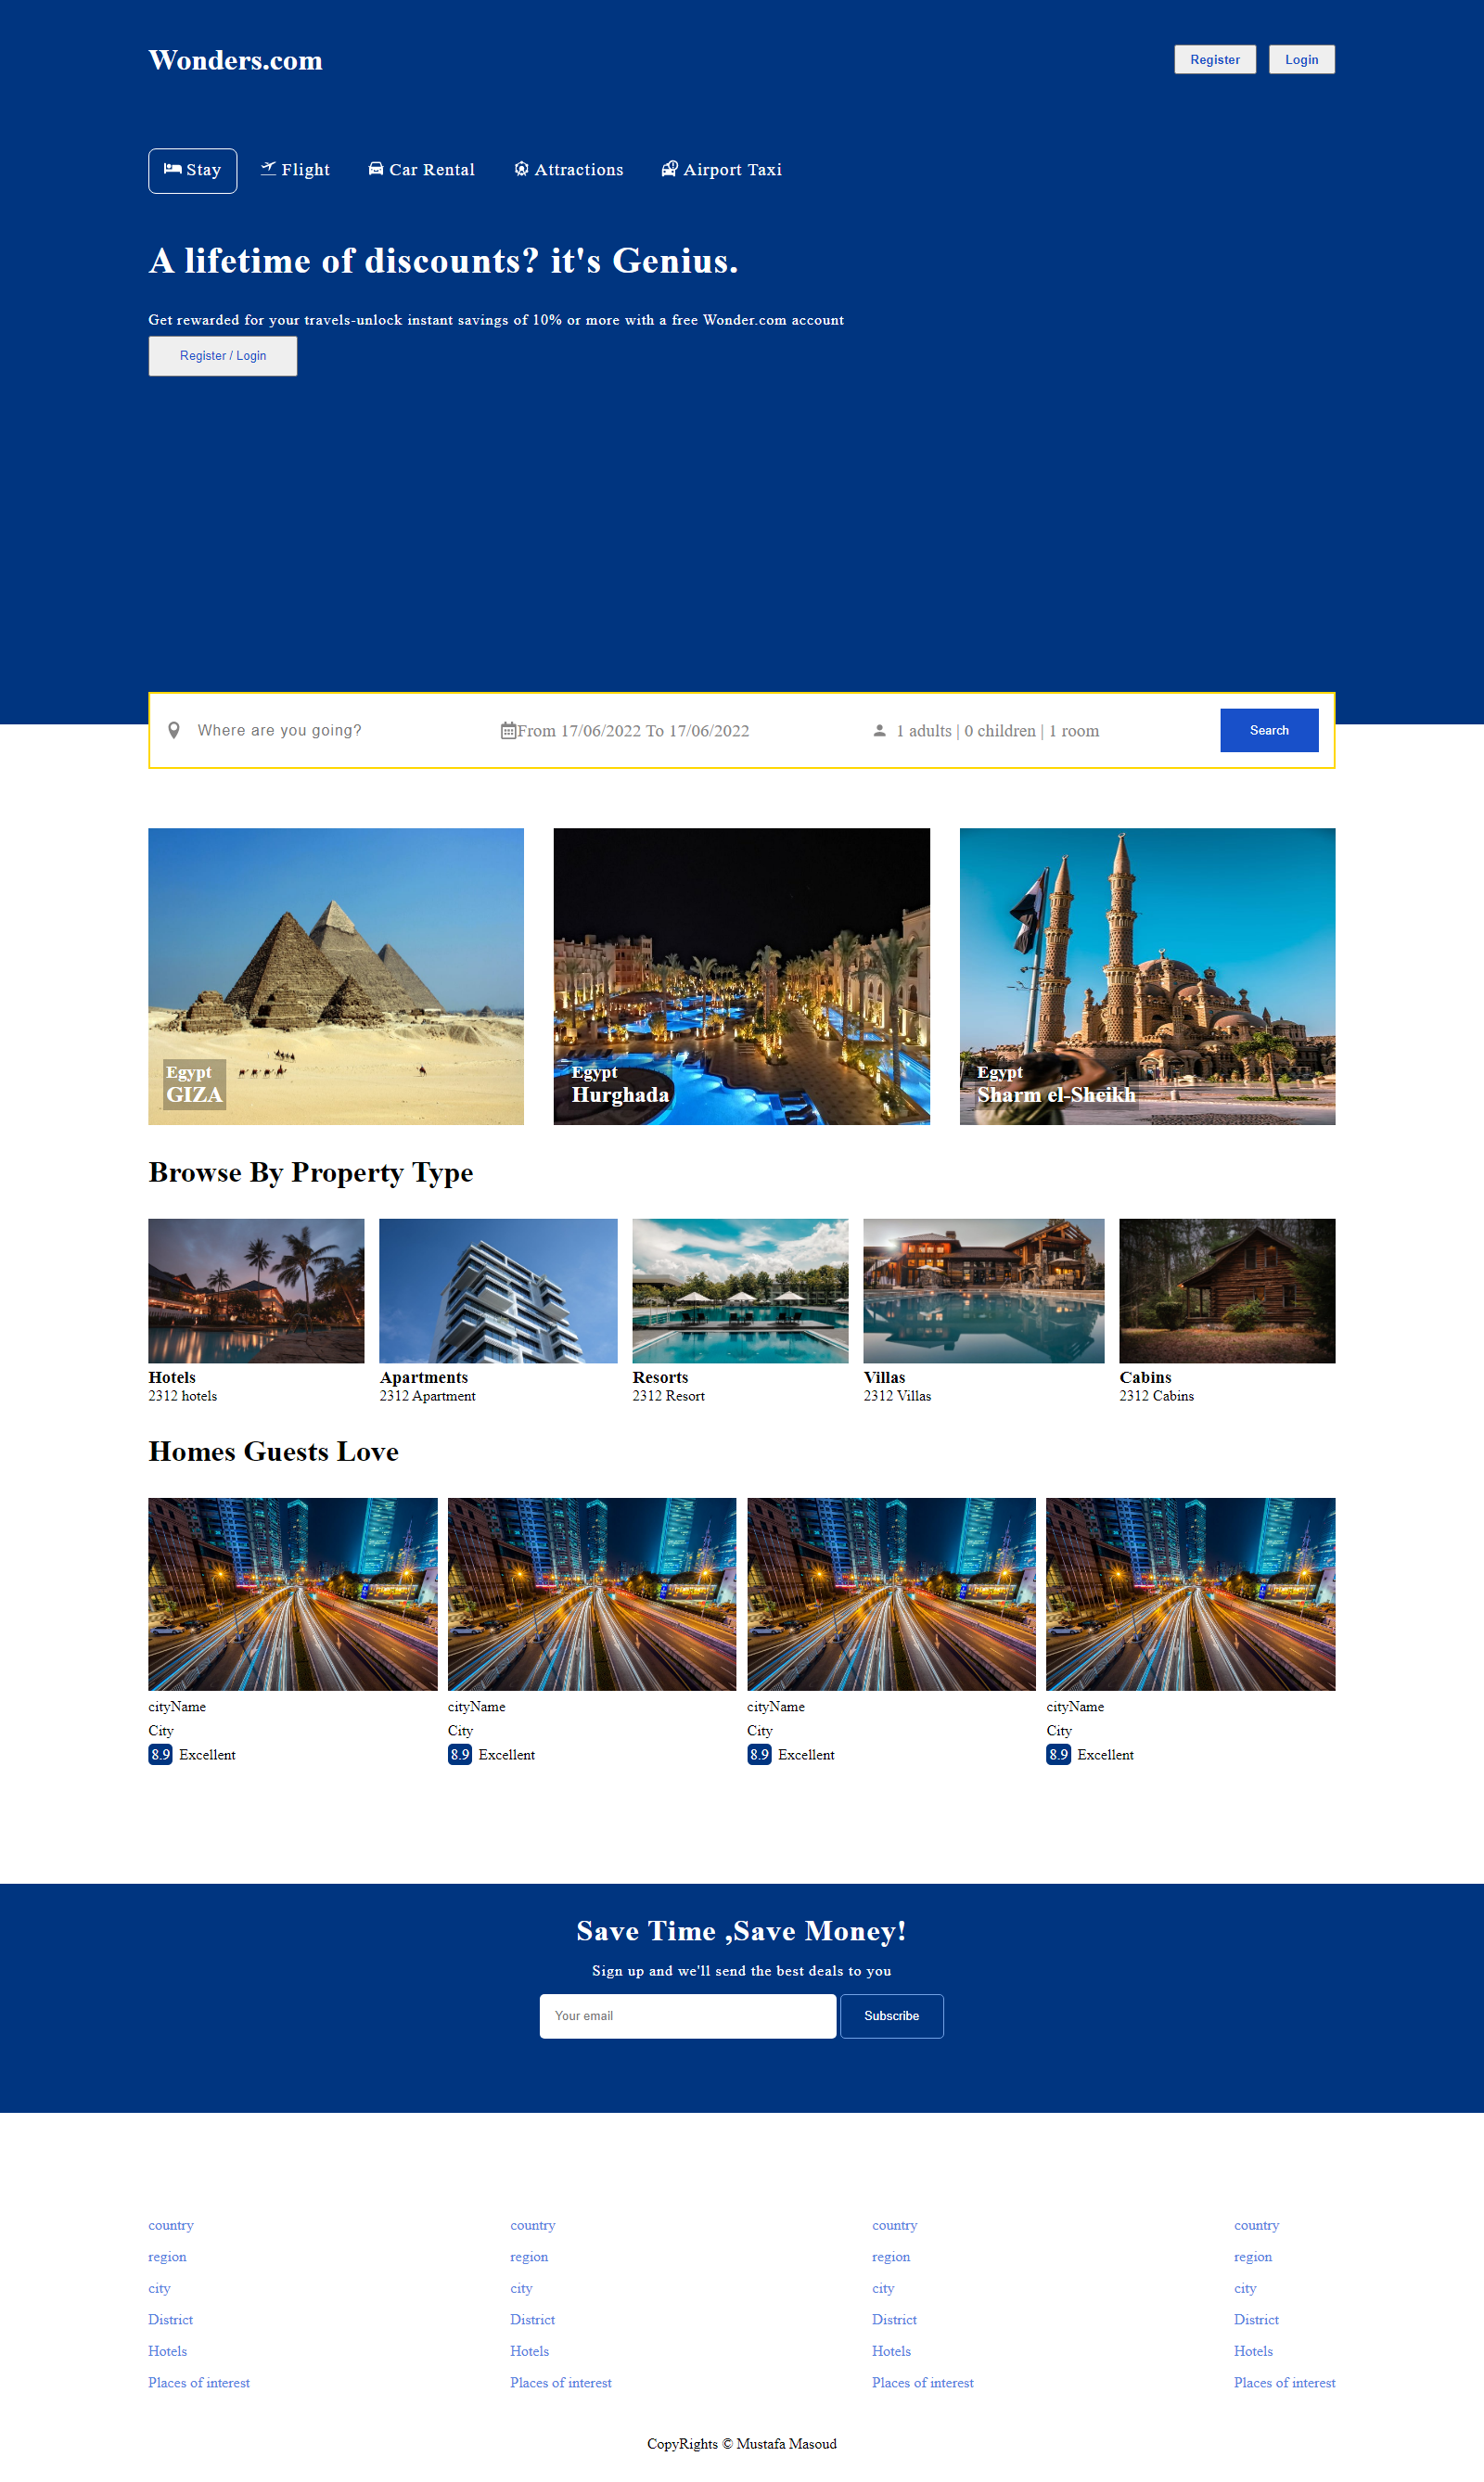 Wonders.com
Register Login
Stay Flight Car Rental Attractions Airport Taxi
A lifetime of discounts? it's Genius.
Get rewarded for your travels-unlock instant savings of 10% or more with a free Wonder.com account
Register / Login
Where are you going? From 17/06/2022 To 17/06/2022 1 adults | 0 children | 1 room Search
Egypt Egypt Egypt
GIZA Hurghada Sharm el-Sheikh
Browse By Property Type
Hotels Apartments Resorts Villas Cabins
2312 hotels 2312 Apartment 2312 Resort 2312 Villas 2312 Cabins
Homes Guests Love
cityName cityName cityName cityName
City City City City
8.9 Excellent 8.9 Excellent 8.9 Excellent 8.9 Excellent
Save Time ,Save Money!
Sign up and we'll send the best deals to you
Your email Subscribe
country country country country
region region region region
city city city city
District District District District
Hotels Hotels Hotels Hotels
Places of interest Places of interest Places of interest Places of interest
CopyRights © Mustafa Masoud